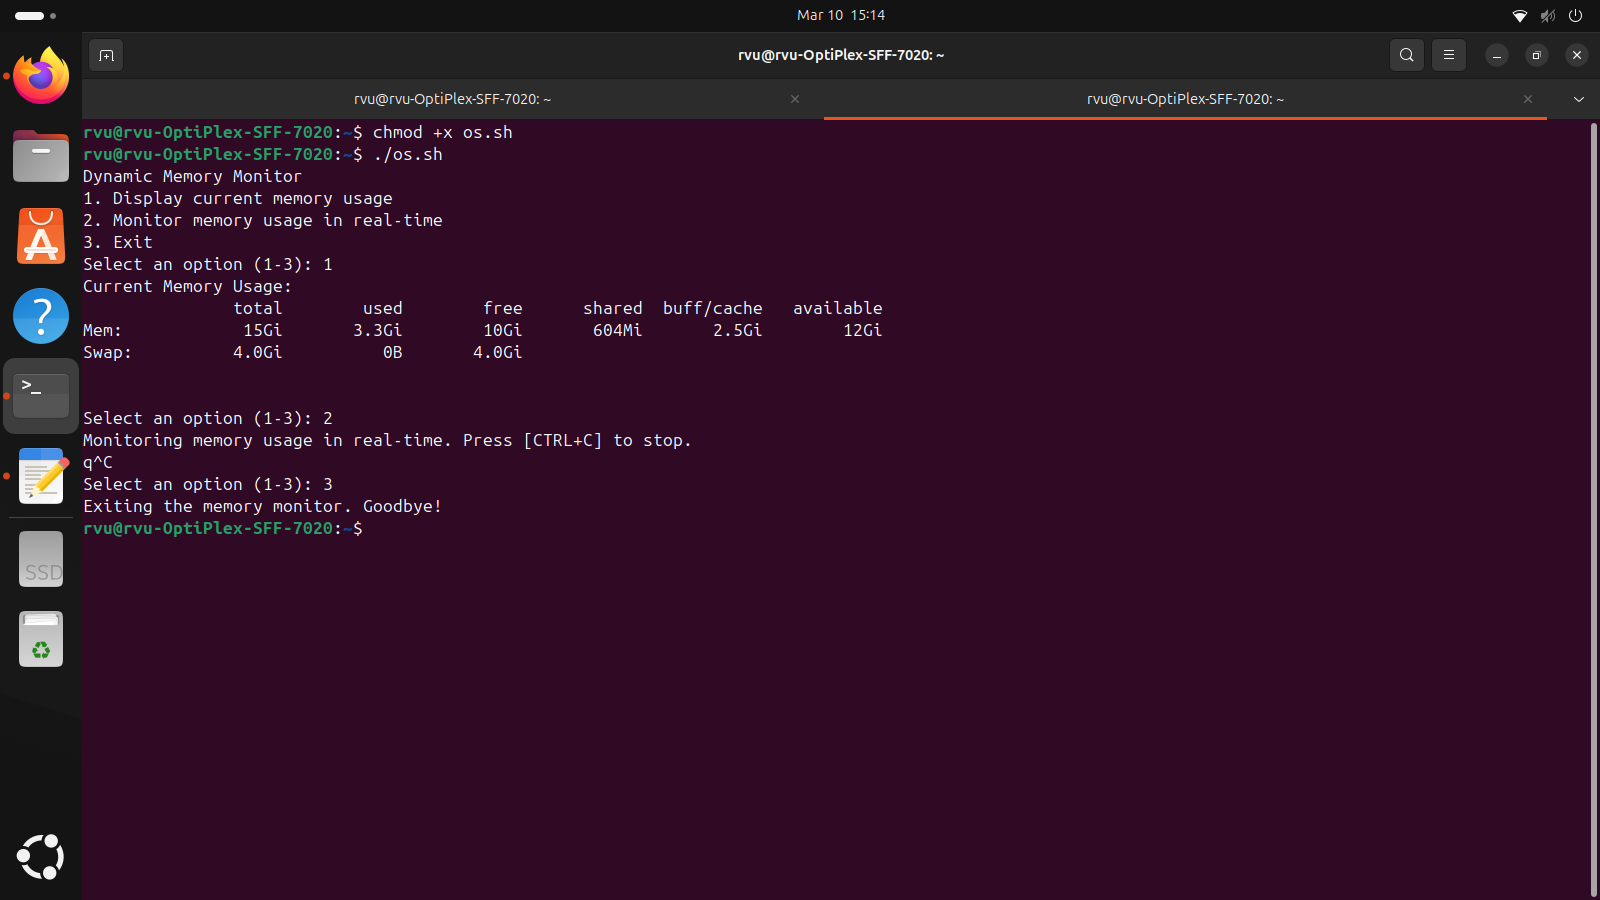 Mar 10 15:14
rvu@rvu-OptiPlex-SFF-7020: ~
rvu@rvu-OptiPlex-SFF-7020: ~
rvu@rvu-OptiPlex-SFF-7020: ~
rvu@rvu-OptiPlex-SFF-7020:~$ chmod +x os.sh
rvu@rvu-OptiPlex-SFF-7020:~$ ./os.sh
Dynamic Memory Monitor
1. Display current memory usage
2. Monitor memory usage in real-time
3. Exit
Select an option (1-3): 1
Current Memory Usage:
total used free shared buff/cache available
Mem: 15Gi 3.3Gi 10Gi 604Mi 2.5Gi 12Gi
Swap: 4.0Gi 0B 4.0Gi
Select an option (1-3): 2
Monitoring memory usage in real-time. Press [CTRL+C] to stop.
q^C
Select an option (1-3): 3
Exiting the memory monitor. Goodbye!
rvu@rvu-OptiPlex-SFF-7020:~$
SSD